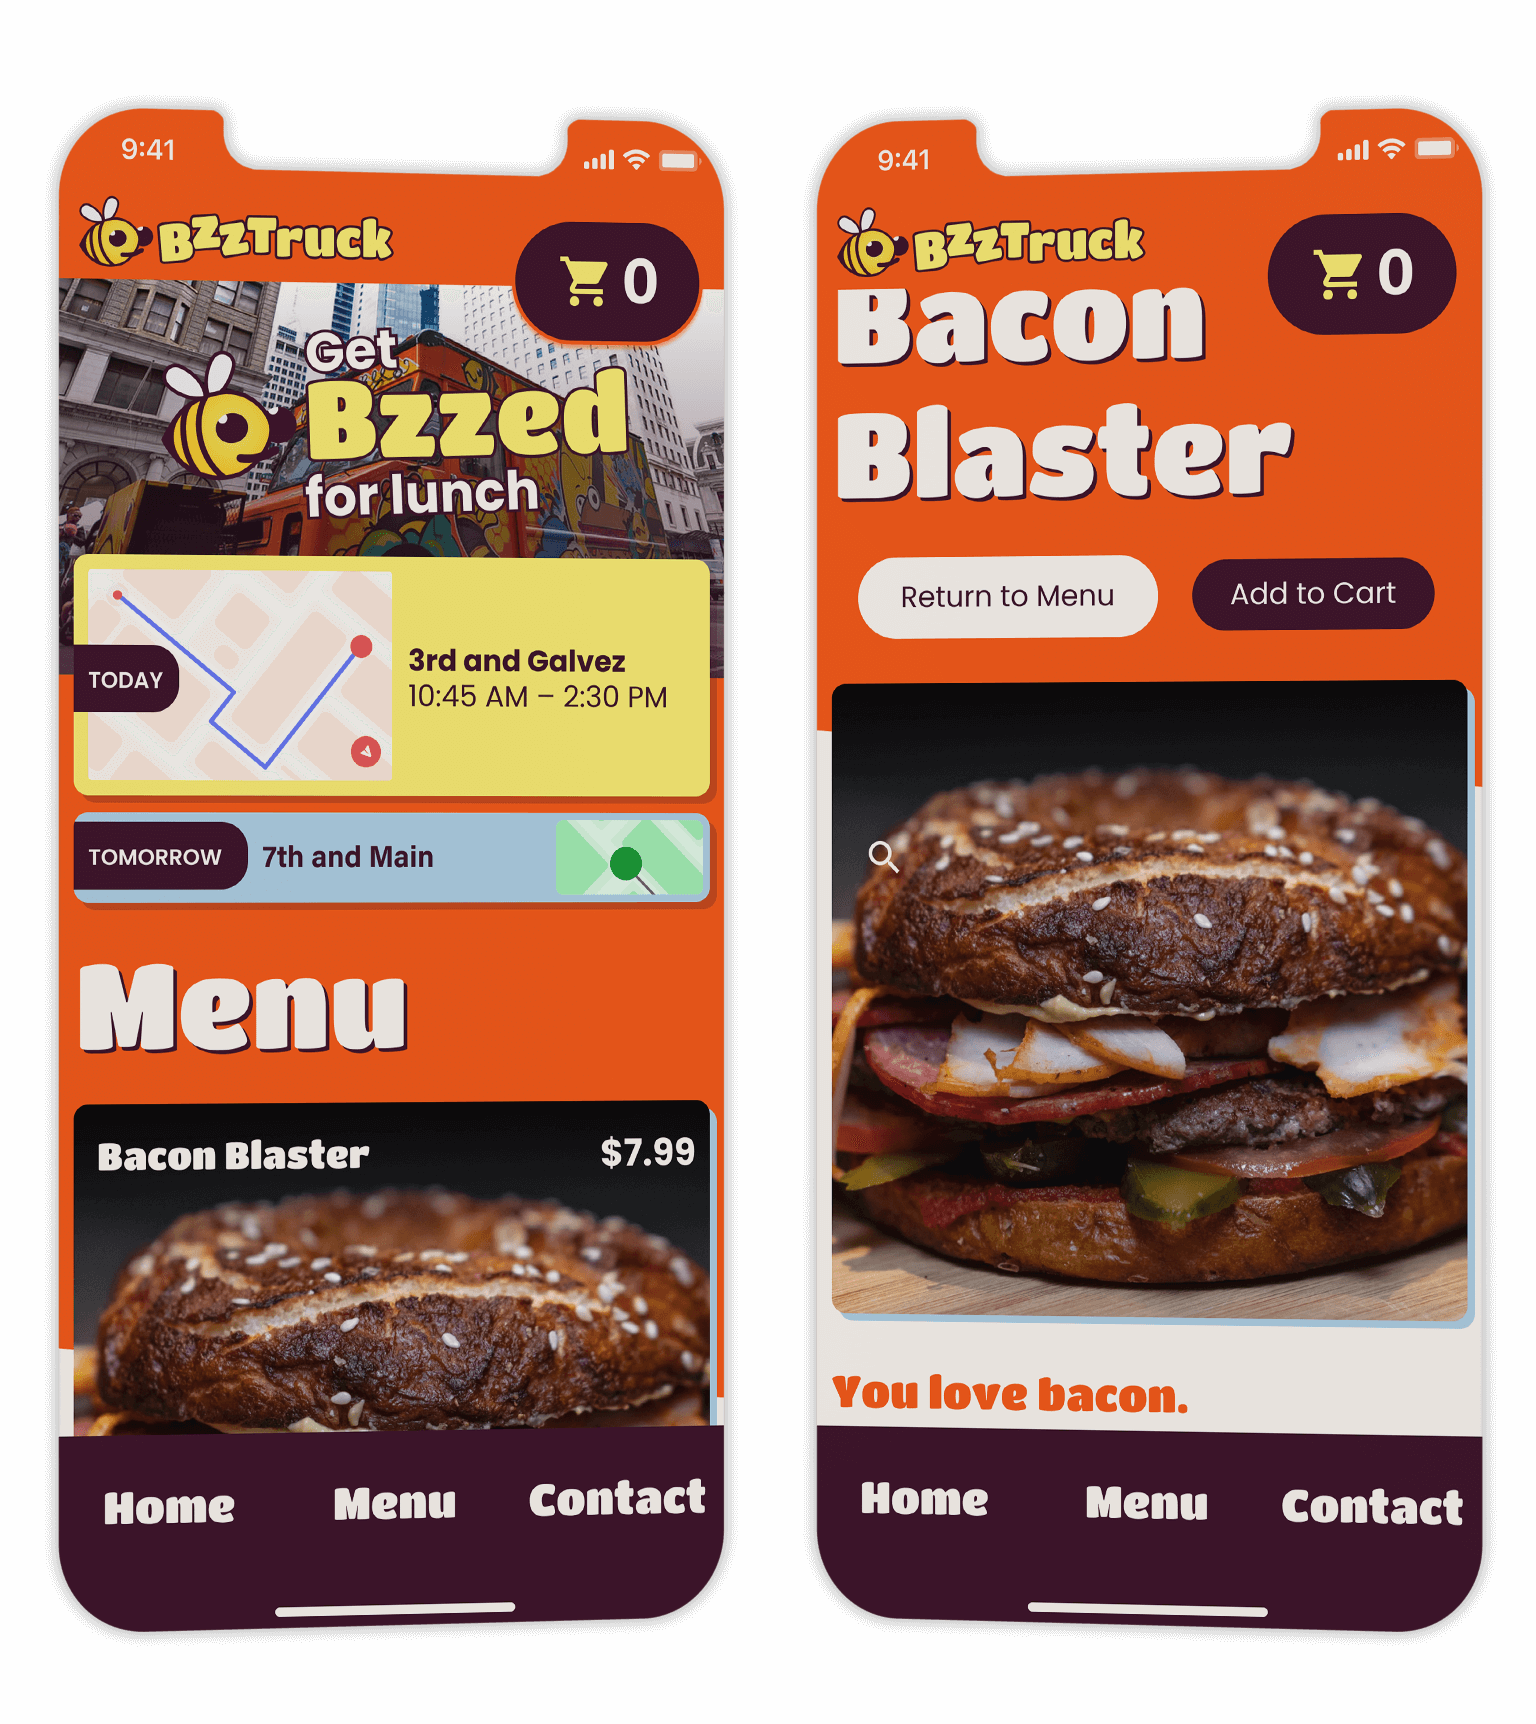 9:41
BzzTruck
0
Get
Bzzed
for lunch
TODAY
3rd and Galvez
10:45 AM – 2:30 PM
TOMORROW
7th and Main
Menu
Bacon Blaster
$7.99
Home
Menu
Contact
9:41
BzzTruck
0
Bacon
Blaster
Return to Menu
Add to Cart
You love bacon.
Home
Menu
Contact